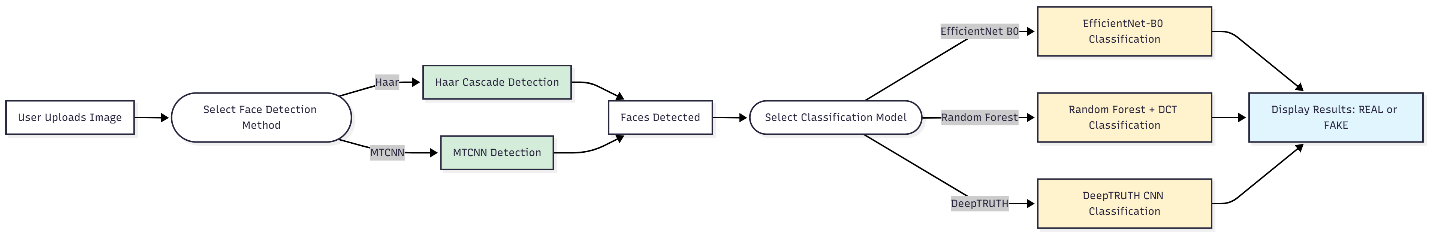 User Uploads Image
Select Face Detection
Method
Haar
MTCNN
Haar Cascade Detection
MTCNN Detection
Faces Detected
Select Classification Model
EfficientNet B0
Random Forest
DeepTRUTH
EfficientNet-B0
Classification
Random Forest + DCT
Classification
DeepTRUTH CNN
Classification
Display Results: REAL or
FAKE